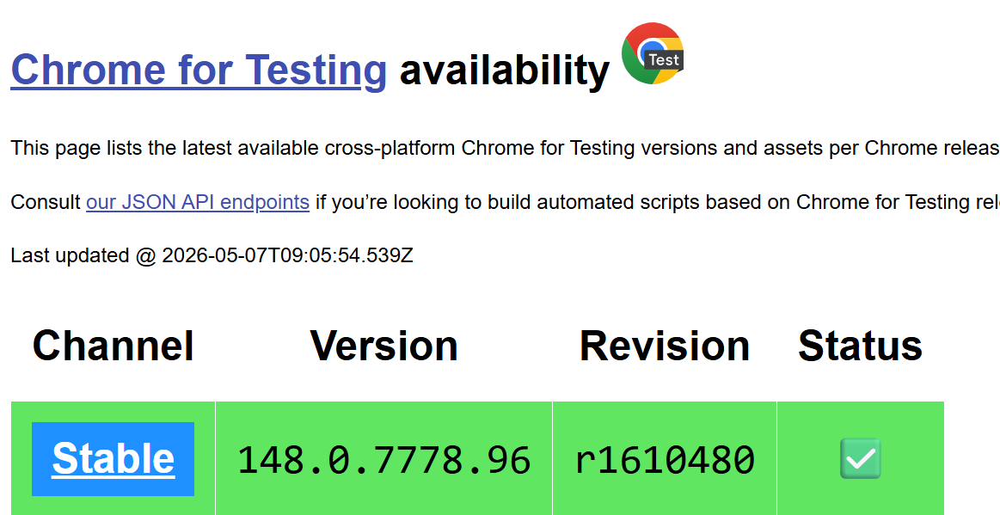 Chrome for Testing availability
Test
This page lists the latest available cross-platform Chrome for Testing versions and assets per Chrome releas
Consult our JSON API endpoints if you’re looking to build automated scripts based on Chrome for Testing rel
Last updated @ 2026-05-07T09:05:54.539Z
Channel Version Revision Status
Stable 148.0.7778.96 r1610480 ✅